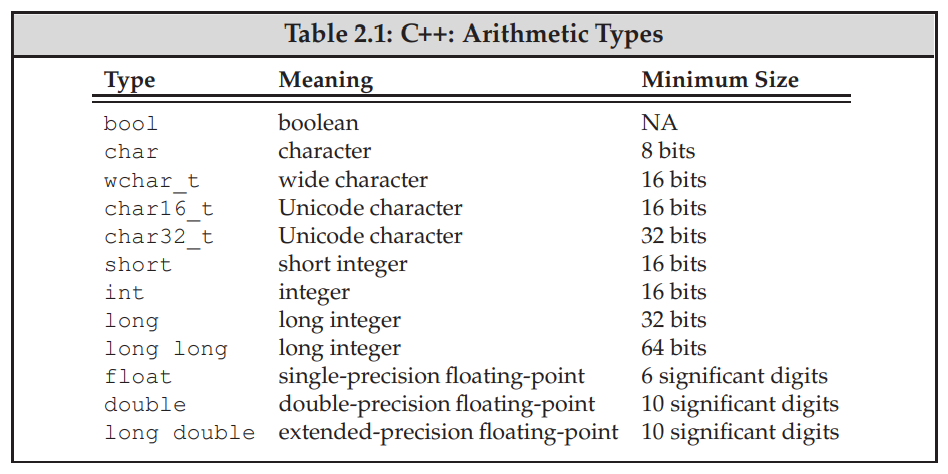 Table 2.1: C++: Arithmetic Types
Type Meaning Minimum Size
bool boolean NA
char character 8 bits
wchar_t wide character 16 bits
char16_t Unicode character 16 bits
char32_t Unicode character 32 bits
short short integer 16 bits
int integer 16 bits
long long integer 32 bits
long long long integer 64 bits
float single-precision floating-point 6 significant digits
double double-precision floating-point 10 significant digits
long double extended-precision floating-point 10 significant digits